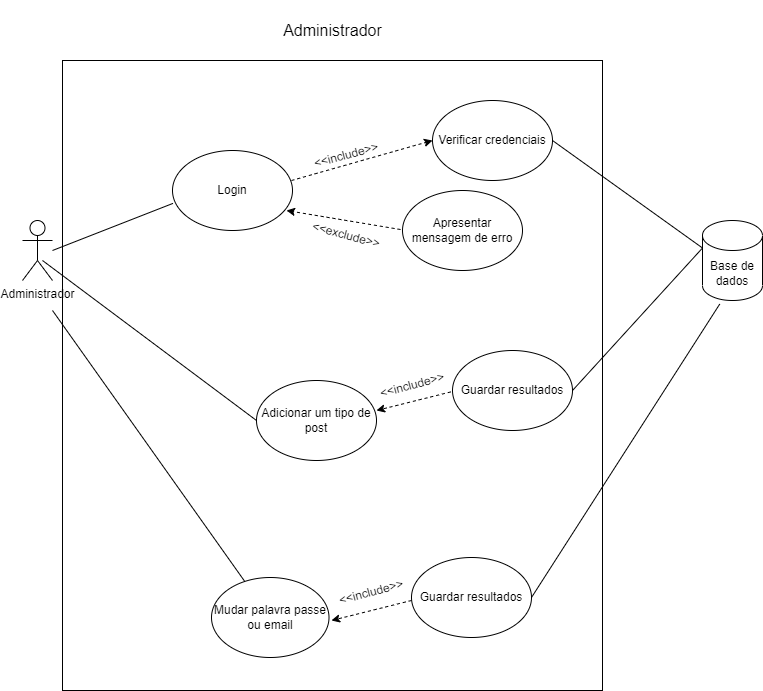 Administrador
Verificar credenciais
<<include>>
Login
Apresentar
mensagem de erro
<<exclude>>
Base de
dados
Administrador
<<include>>
Guardar resultados
Adicionar um tipo de
post
<<include>>
Guardar resultados
Mudar palavra passe
ou email